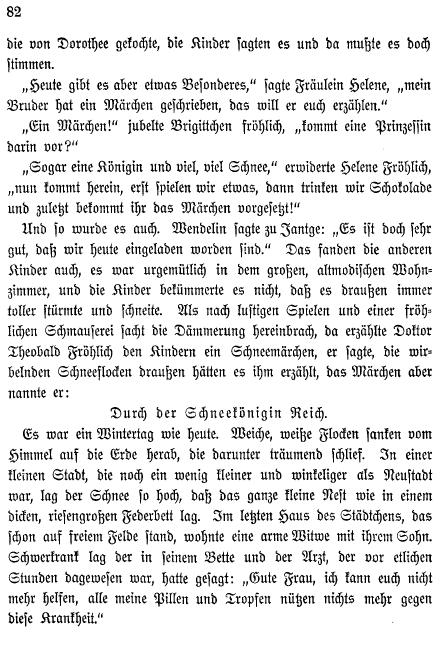 82
die von Dorothee gekochte, die Kinder sagten es und da mußte es doch
stimmen.
„Heute gibt es aber etwas Besonderes,“ sagte Fräulein Helene, „mein
Bruder hat ein Märchen geschrieben, das will er euch erzählen.“
„Ein Märchen!“ jubelte Brigittchen fröhlich, „kommt eine Prinzessin
darin vor?“
„Sogar eine Königin und viel, viel Schnee,“ erwiderte Helene Fröhlich,
„nun kommt herein, erst spielen wir etwas, dann trinken wir Schokolade
und zuletzt bekommt ihr das Märchen vorgesetzt!“
Und so wurde es auch. Wendelin sagte zu Jantge: „Es ist doch sehr
gut, daß wir heute eingeladen worden sind.“ Das fanden die anderen
Kinder auch, es war urgemütlich in dem großen, altmodischen Wohn-
zimmer, und die Kinder bekümmerte es nicht, daß es draußen immer
toller stürmte und schneite. Als nach lustigen Spielen und einer fröh-
lichen Schmauserei sacht die Dämmerung hereinbrach, da erzählte Doktor
Theobald Fröhlich den Kindern ein Schneemärchen, er sagte, die wir-
belnden Schneeflocken draußen hätten es ihm erzählt, das Märchen aber
nannte er:
Durch der Schneekönigin Reich.
Es war ein Wintertag wie heute. Weiche, weiße Flocken sanken vom
Himmel auf die Erde herab, die darunter träumend schlief. In einer
kleinen Stadt, die noch ein wenig kleiner und winkeliger als Neustadt
war, lag der Schnee so hoch, daß das ganze kleine Nest wie in einem
dicken, riesengroßen Federbett lag. Im letzten Haus des Städtchens, das
schon auf freiem Felde stand, wohnte eine arme Witwe mit ihrem Sohn.
Schwerkrank lag der in seinem Bette und der Arzt, der vor etlichen
Stunden dagewesen war, hatte gesagt: „Gute Frau, ich kann euch nicht
mehr helfen, alle meine Pillen und Tropfen nützen nichts mehr gegen
diese Krankheit.“